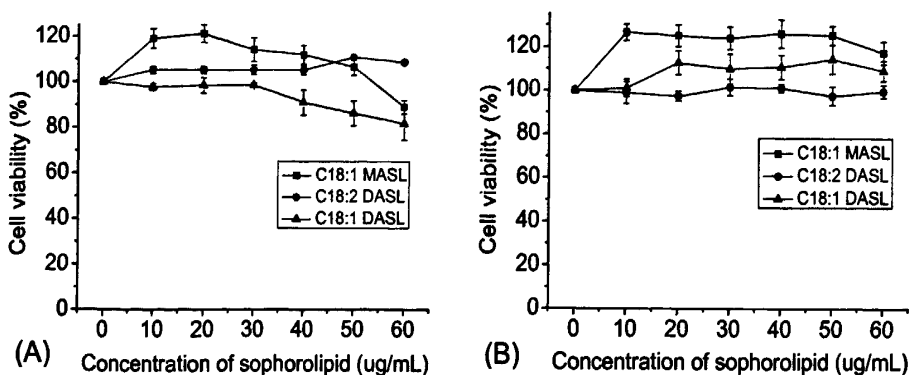 120
100
80
60
40
20
0
Cell viability (%)
C18:1 MASL
C18:2 DASL
C18:1 DASL
0 10 20 30 40 50 60
(A) Concentration of sophorolipid (ug/mL)
120
100
80
60
40
20
0
Cell viability (%)
C18:1 MASL
C18:2 DASL
C18:1 DASL
0 10 20 30 40 50 60
(B) Concentration of sophorolipid (ug/mL)